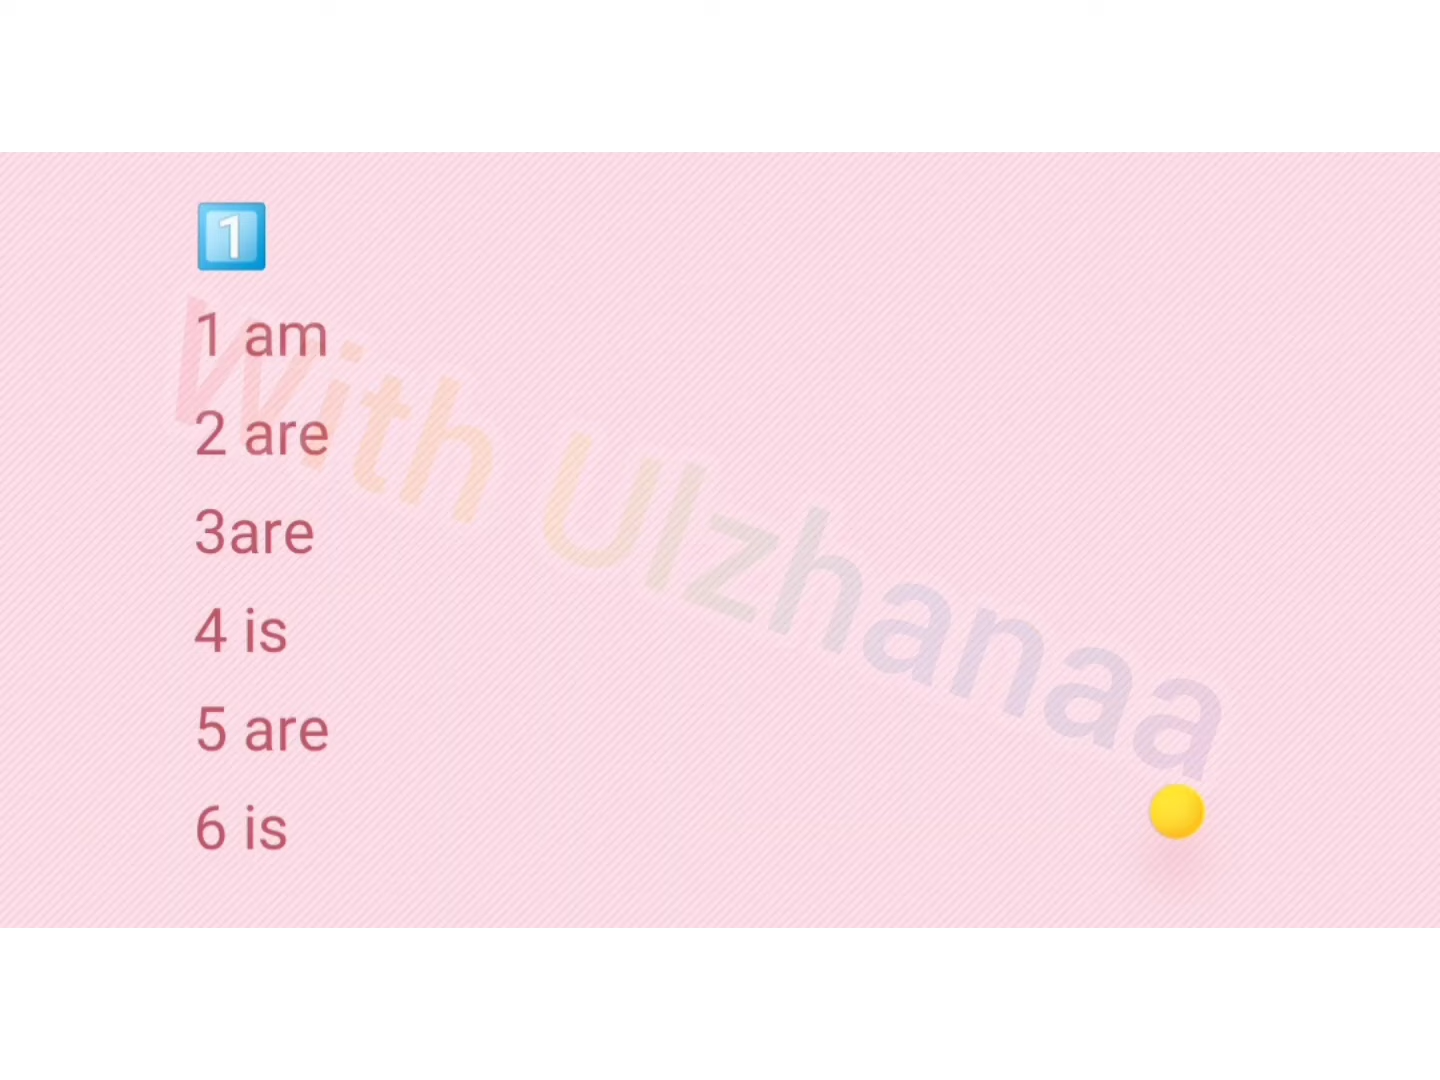 1️⃣
1 am
2 are
3are
4 is
5 are
6 is
With Ulzhanaa